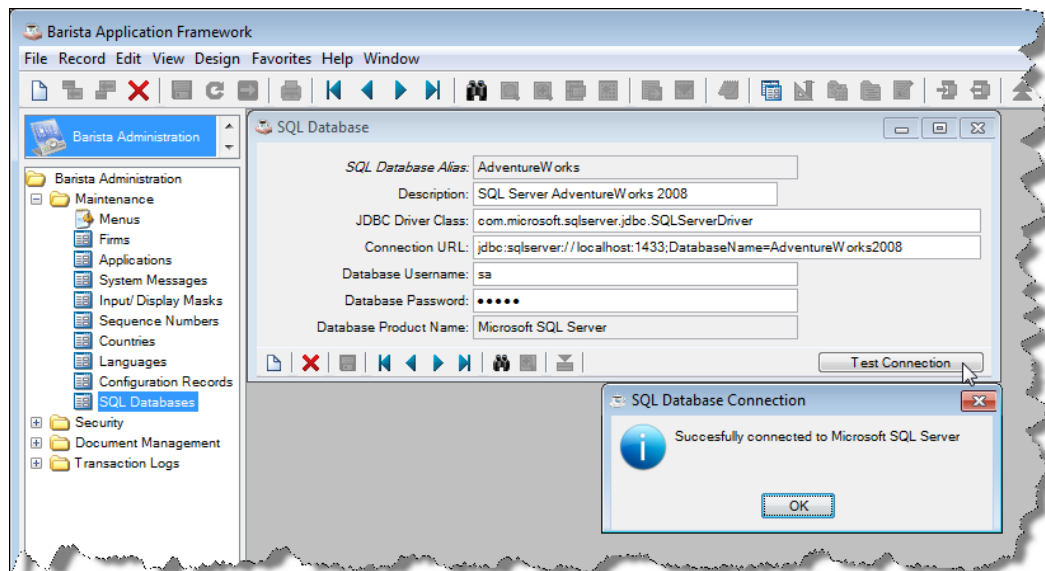 Barista Application Framework
File Record Edit View Design Favorites Help Window
Barista Administration
Barista Administration
Maintenance
Menus
Firms
Applications
System Messages
Input/Display Masks
Sequence Numbers
Countries
Languages
Configuration Records
SQL Databases
Security
Document Management
Transaction Logs
SQL Database
SQL Database Alias: AdventureWorks
Description: SQL Server AdventureWorks 2008
JDBC Driver Class: com.microsoft.sqlserver.jdbc.SQLServerDriver
Connection URL: jdbc:sqlserver://localhost:1433;DatabaseName=AdventureWorks2008
Database Username: sa
Database Password: •••••
Database Product Name: Microsoft SQL Server
Test Connection
SQL Database Connection
Succesfully connected to Microsoft SQL Server
OK